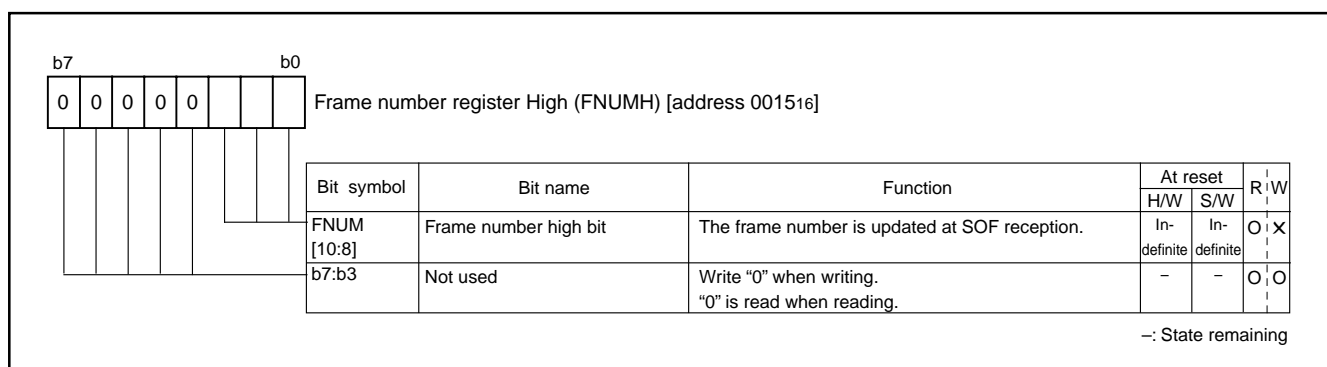 b7 b0
0 0 0 0 0 Frame number register High (FNUMH) [address 001516]
Bit symbol Bit name Function At reset R W
H/W S/W
FNUM Frame number high bit The frame number is updated at SOF reception. In- In- O ×
[10:8] definite definite
b7:b3 Not used Write “0” when writing. – – O O
“0” is read when reading.
–: State remaining